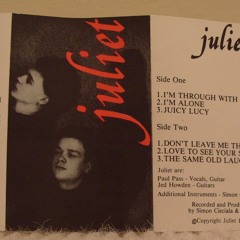 juliet
juliet
Side One
1.I'M THROUGH WITH
2.I'M ALONE
3.JUICY LUCY
Side Two
1.DON'T LEAVE ME TH
2.LOVE TO SEE YOUR S
3.THE SAME OLD LAU
Juliet are:
Paul Pass - Vocals, Guitar
Jed Howden - Guitars
Additional Instruments - Simon
Recorded and Produ
by Simon Cinciala &
©Copyright: Juliet